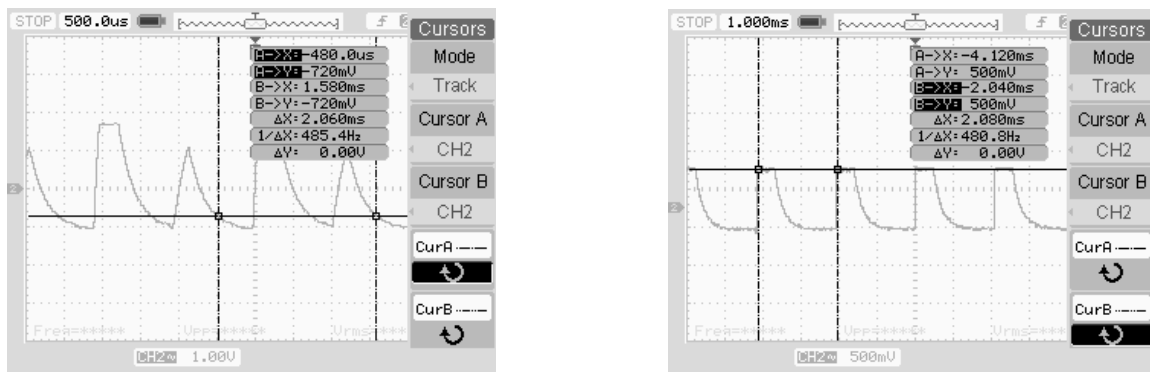 STOP 500.0us
Cursors
Mode
Track
Cursor A
CH2
Cursor B
CH2
CurA
CurB
A->X:-480.0us
A->Y:-720mV
B->X: 1.580ms
B->Y:-720mV
ΔX: 2.060ms
1/ΔX: 485.4Hz
ΔY: 0.00V
2
Freq=***** Vpp=***** Vrms=***
CH2~ 1.00V
STOP 1.000ms
Cursors
Mode
Track
Cursor A
CH2
Cursor B
CH2
CurA
CurB
A->X:-4.120ms
A->Y: 500mV
B->X:-2.040ms
B->Y: 500mV
ΔX: 2.080ms
1/ΔX: 480.8Hz
ΔY: 0.00V
2
Freq=***** Vpp=***** Vrms=***
CH2~ 500mV